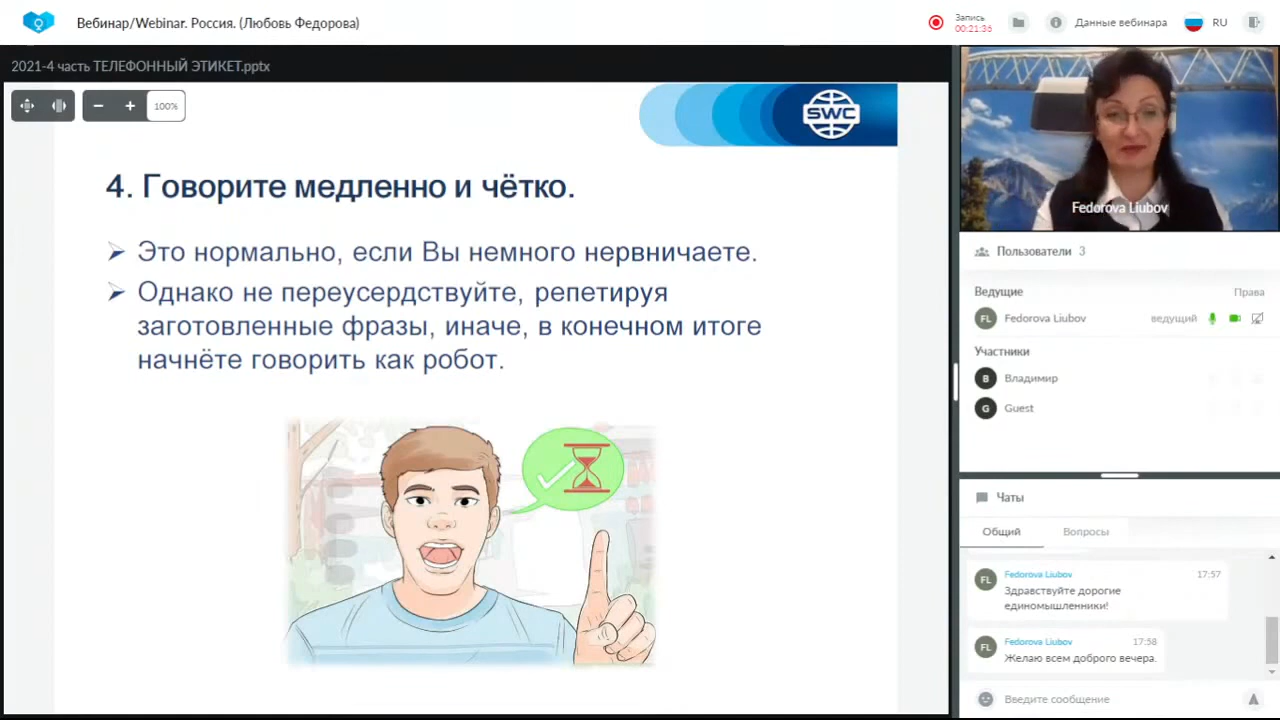 Вебинар/Webinar. Россия. (Любовь Федорова)
Запись
00:21:36
Данные вебинара
RU
2021-4 часть ТЕЛЕФОННЫЙ ЭТИКЕТ.pptx
100%
SWC
4. Говорите медленно и чётко.
Это нормально, если Вы немного нервничаете.
Однако не переусердствуйте, репетируя
заготовленные фразы, иначе, в конечном итоге
начнёте говорить как робот.
Fedorova Liubov
Пользователи 3
Ведущие
Права
FL Fedorova Liubov ведущий
Участники
В Владимир
G Guest
Чаты
Общий
Вопросы
FL Fedorova Liubov 17:57
Здравствуйте дорогие
единомышленники!
FL Fedorova Liubov 17:58
Желаю всем доброго вечера.
Введите сообщение